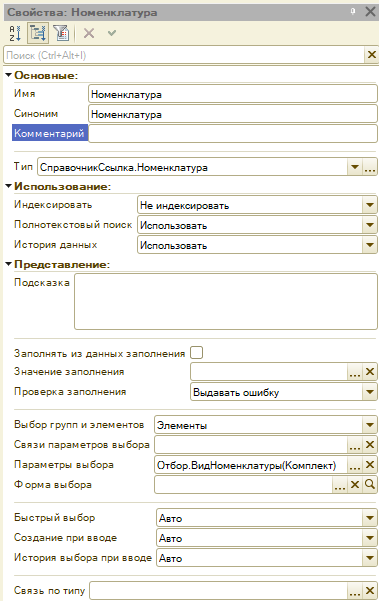 Свойства: Номенклатура
Поиск (Ctrl+Alt+I)
Основные:
Имя Номенклатура
Синоним Номенклатура
Комментарий
Тип СправочникСсылка.Номенклатура
Использование:
Индексировать Не индексировать
Полнотекстовый поиск Использовать
История данных Использовать
Представление:
Подсказка
Заполнять из данных заполнения
Значение заполнения
Проверка заполнения Выдавать ошибку
Выбор групп и элементов Элементы
Связи параметров выбора
Параметры выбора Отбор.ВидНоменклатуры(Комплект)
Форма выбора
Быстрый выбор Авто
Создание при вводе Авто
История выбора при вводе Авто
Связь по типу